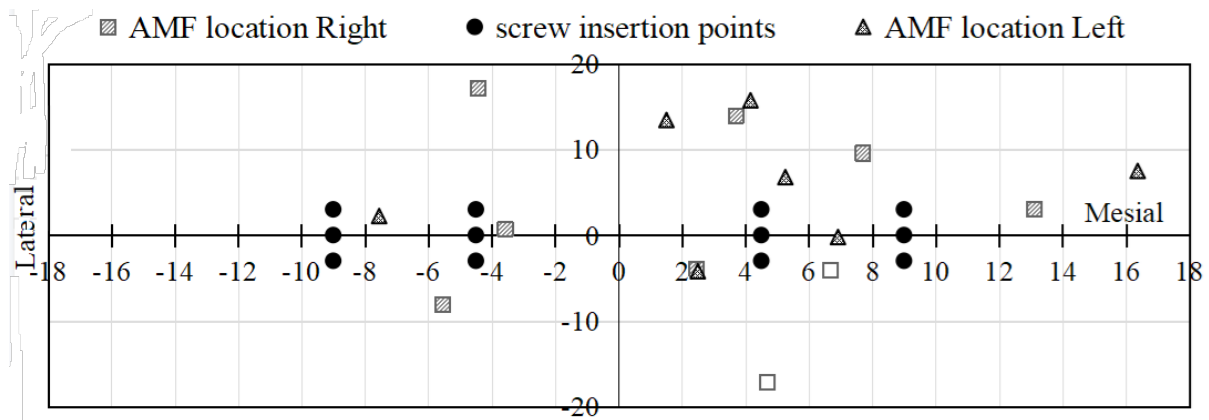 AMF location Right screw insertion points AMF location Left
20
10
Lateral Mesial
0
-18 -16 -14 -12 -10 -8 -6 -4 -2 0 2 4 6 8 10 12 14 16 18
-10
-20